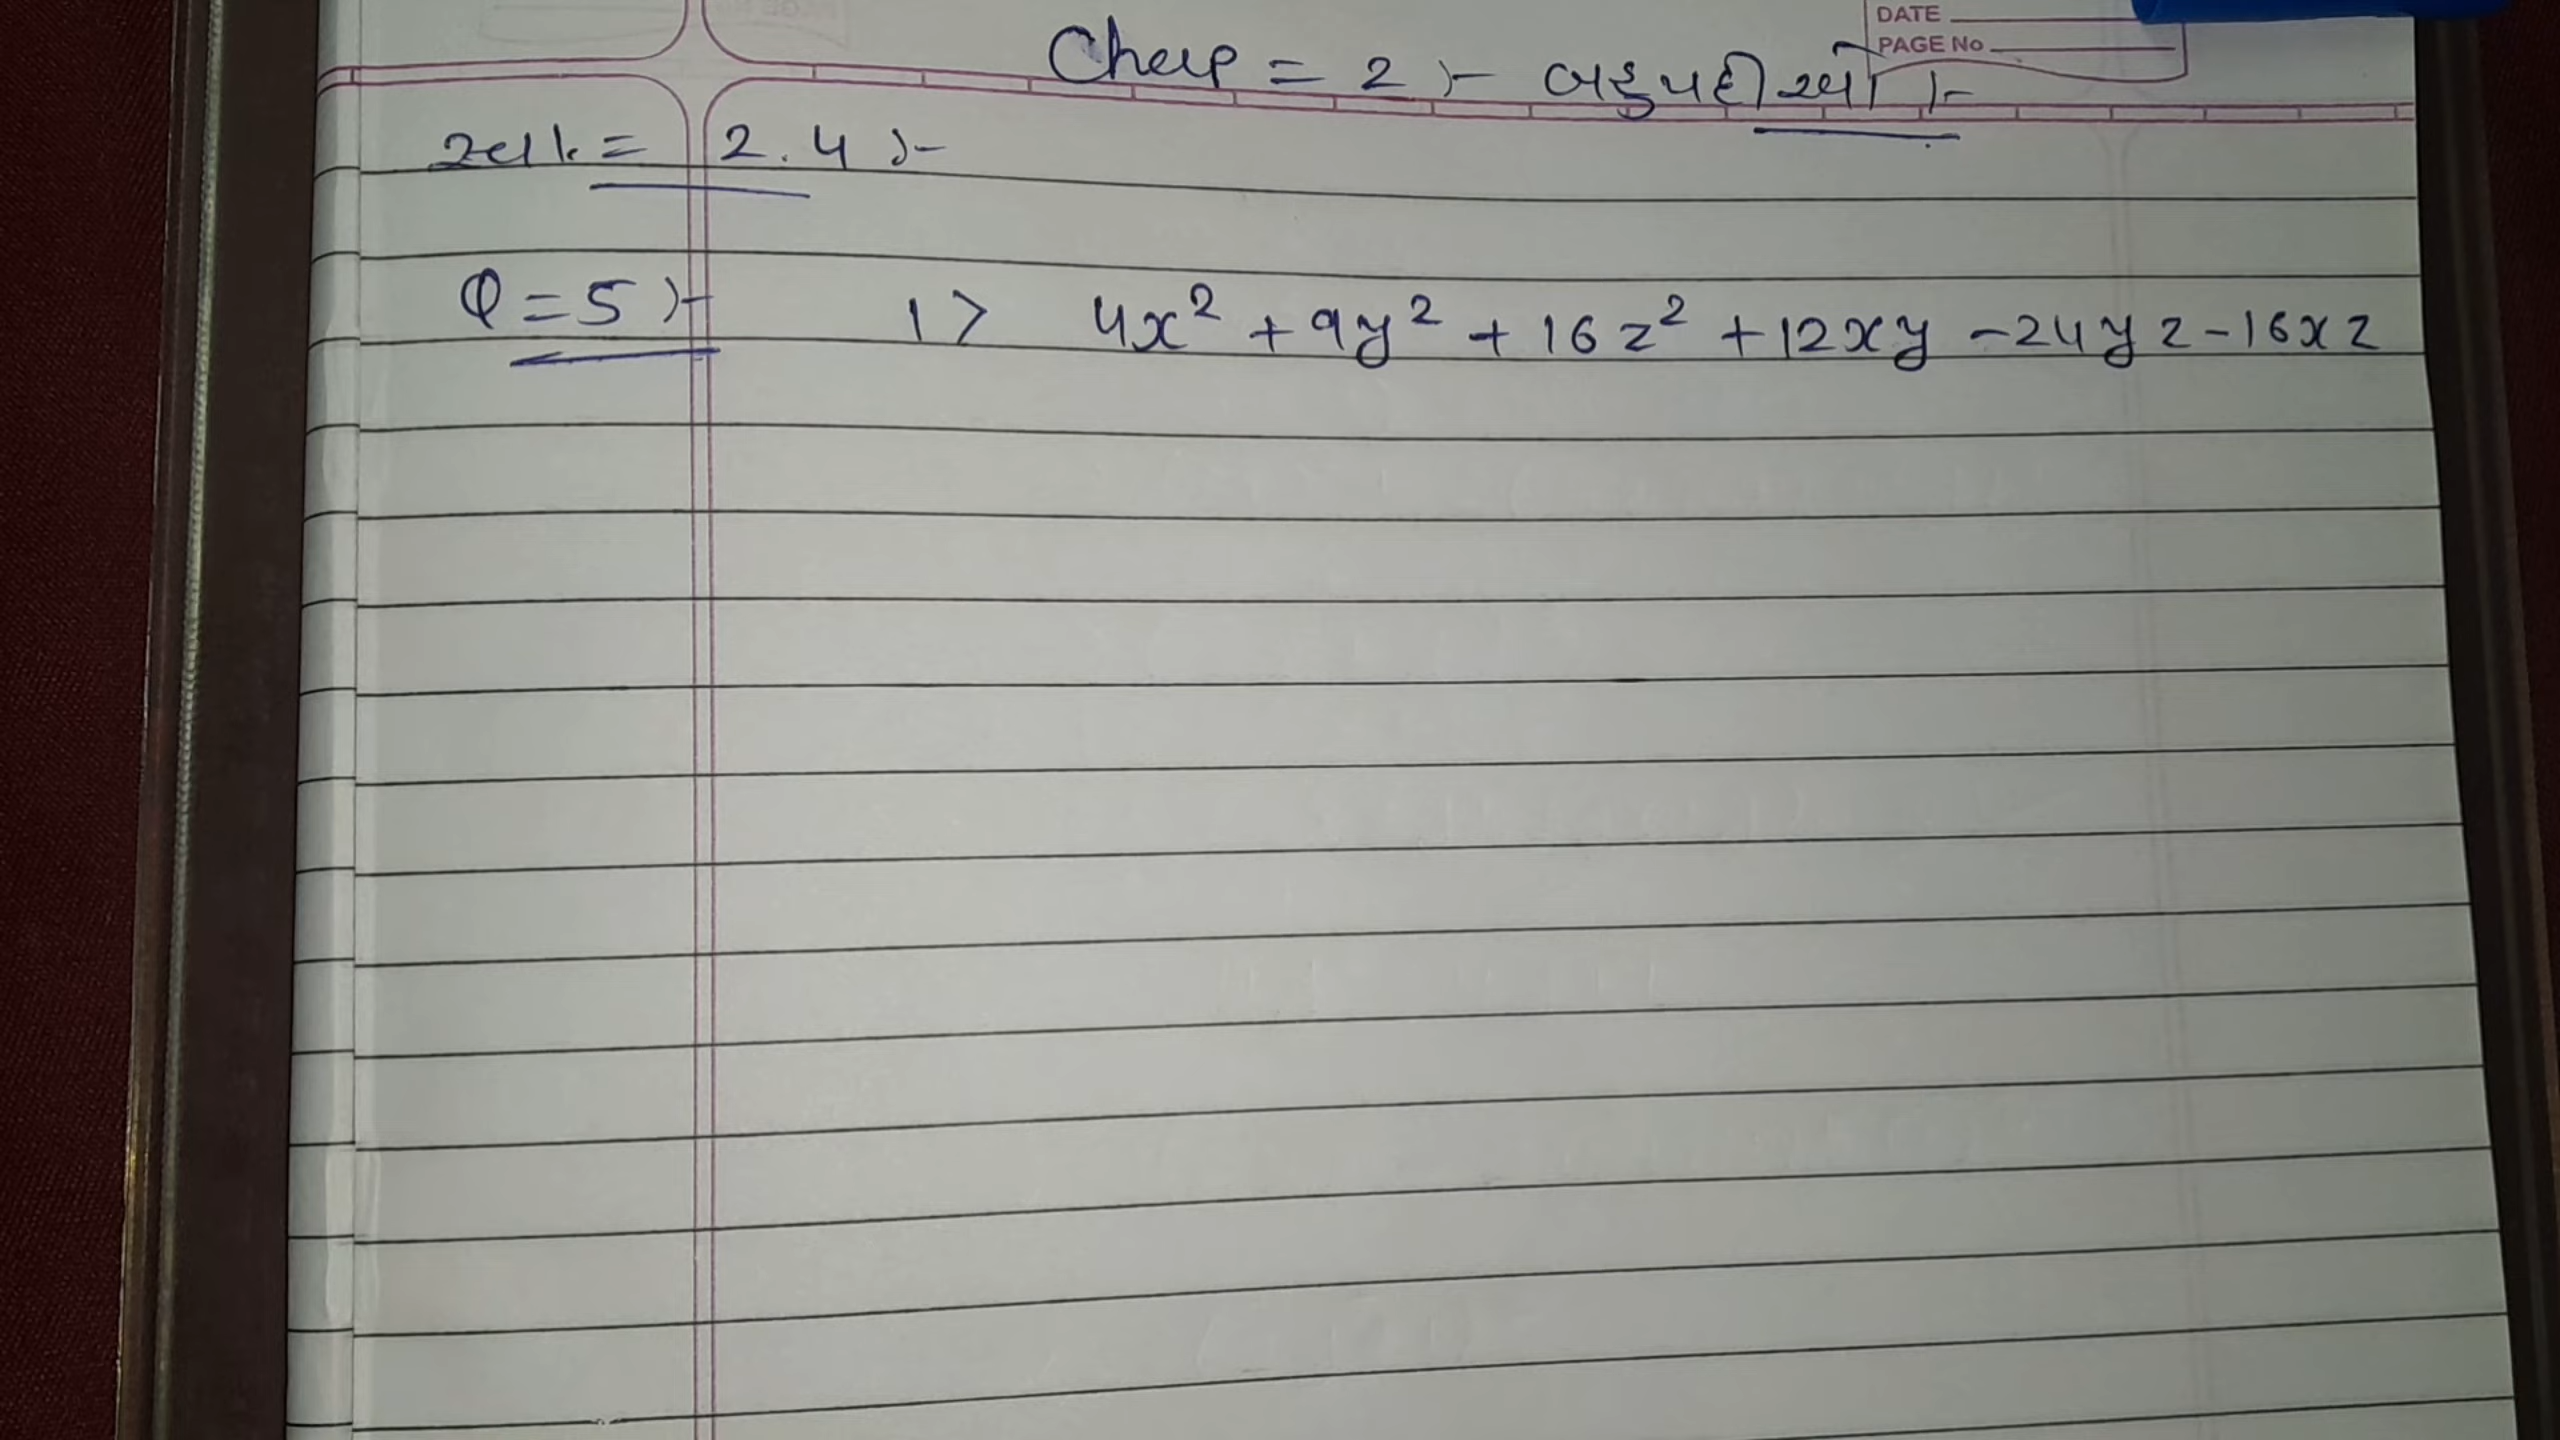 DATE
PAGE No
Chap = 2 :- બહુપદીઓ :-
સ્વા. = 2.4 :-
Q = 5 :- 1> 4x² + 9y² + 16z² + 12xy - 24yz - 16xz